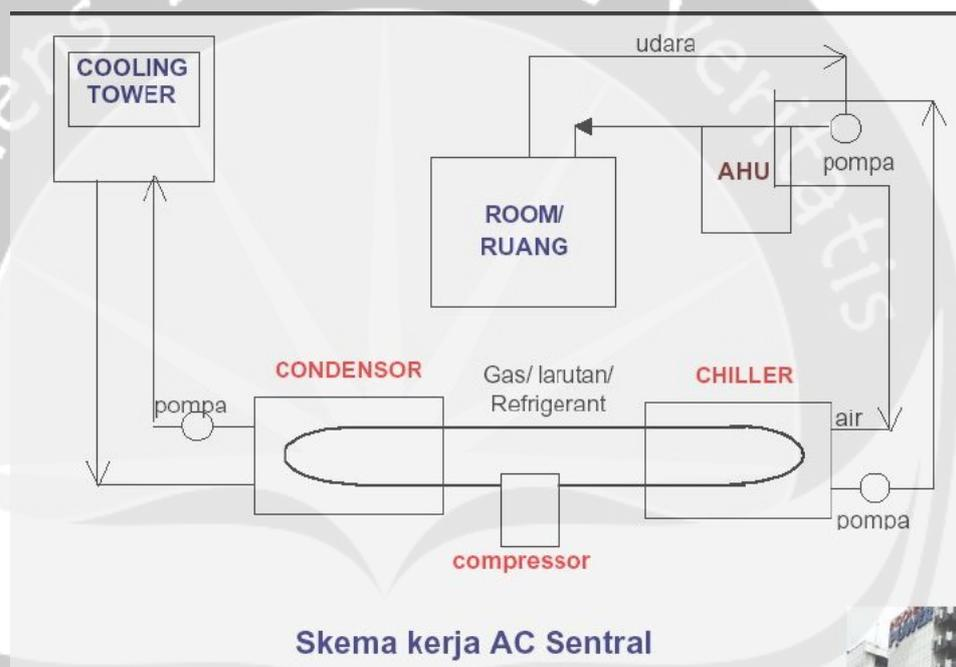 COOLING
TOWER
udara
pompa
AHU
ROOM/
RUANG
CONDENSOR
Gas/ larutan/
Refrigerant
CHILLER
pompa
air
pompa
compressor
Skema kerja AC Sentral
veritatis